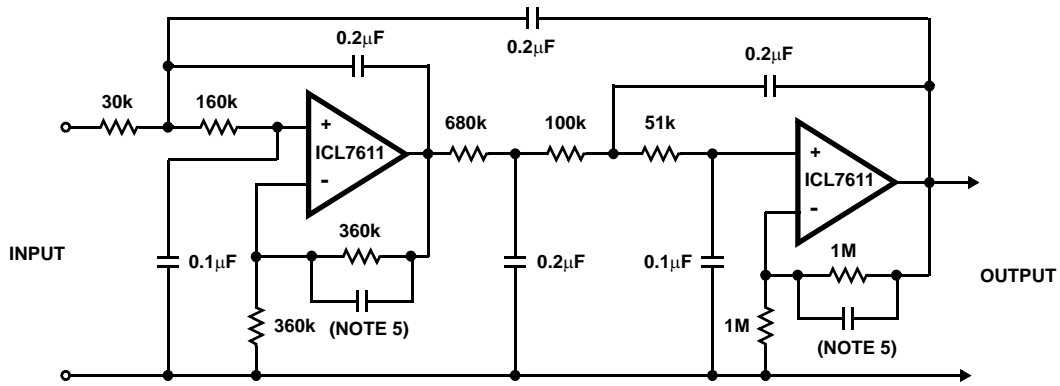 0.2μF
0.2μF
0.2μF
30k
160k
680k
100k
51k
+
ICL7611
-
+
ICL7611
-
360k
1M
INPUT
0.1μF
0.2μF
0.1μF
OUTPUT
360k
(NOTE 5)
1M
(NOTE 5)